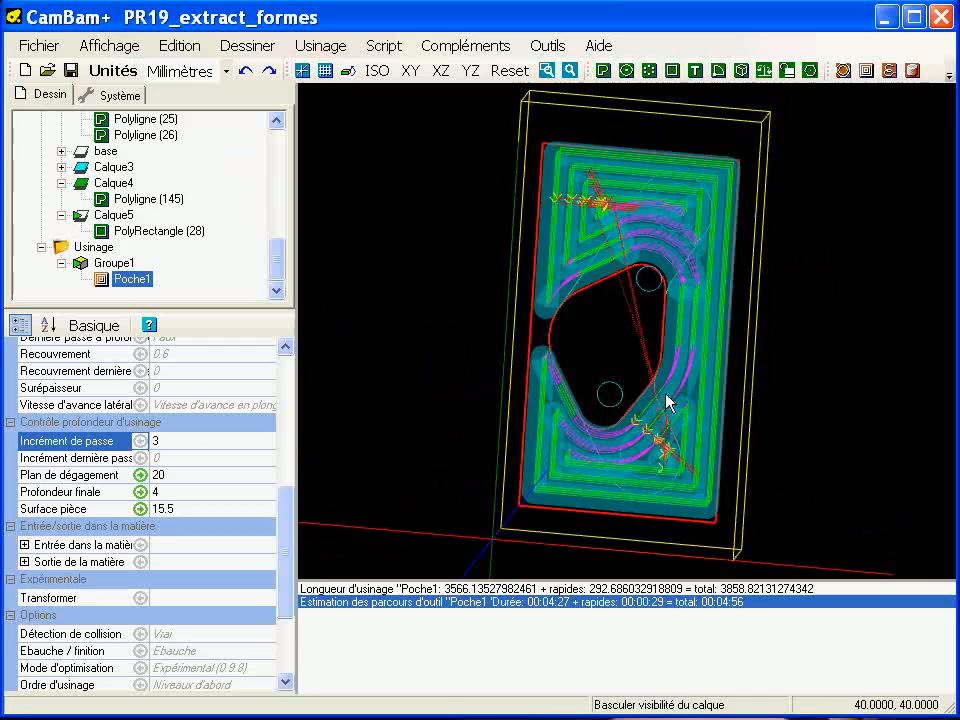 CamBam+ PR19_extract_formes
Fichier Affichage Edition Dessiner Usinage Script Compléments Outils Aide
Unités Millimètres ISO XY XZ YZ Reset
Dessin Système
Polyligne (25)
Polyligne (26)
base
Calque3
Calque4
Polyligne (145)
Calque5
PolyRectangle (28)
Usinage
Groupe1
Poche1
Basique
Recouvrement 0.6
Recouvrement dernière 0
Surépaisseur 0
Vitesse d'avance latéral Vitesse d'avance en plong
Contrôle profondeur d'usinage
Incrément de passe 3
Incrément dernière pass 0
Plan de dégagement 20
Profondeur finale 4
Surface pièce 15.5
Entrée/sortie dans la matière
Entrée dans la matièr
Sortie de la matière
Expérimentale
Transformer
Options
Détection de collision Vrai
Ebauche / finition Ebauche
Mode d'optimisation Expérimental (0.9.8)
Ordre d'usinage Niveaux d'abord
Longueur d'usinage "Poche1: 3566.13527982461 + rapides: 292.686032918809 = total: 3858.82131274342
Estimation des parcours d'outil "Poche1 'Durée: 00:04:27 + rapides: 00:00:29 = total: 00:04:56
Basculer visibilité du calque 40.0000, 40.0000